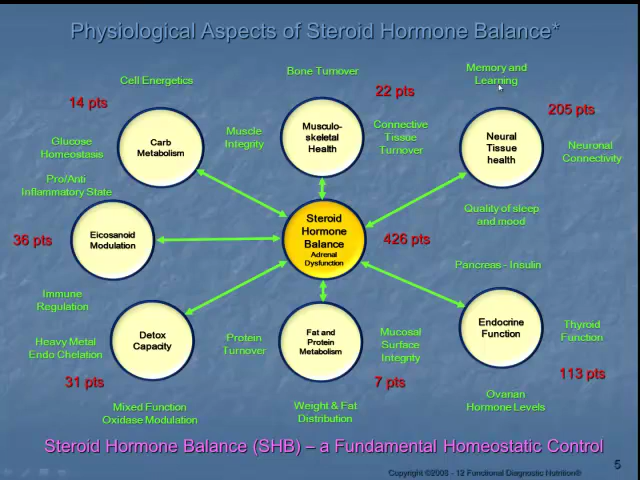 Physiological Aspects of Steroid Hormone Balance*
Cell Energetics
Bone Turnover
Memory and
Learning
14 pts
22 pts
205 pts
Glucose
Homeostasis
Carb
Metabolism
Muscle
Integrity
Musculo-
skeletal
Health
Connective
Tissue
Turnover
Neural
Tissue
health
Neuronal
Connectivity
Pro/Anti
Inflammatory State
Quality of sleep
and mood
36 pts
Eicosanoid
Modulation
Steroid
Hormone
Balance
Adrenal
Dysfunction
426 pts
Pancreas - Insulin
Immune
Regulation
Heavy Metal
Endo Chelation
Detox
Capacity
Protein
Turnover
Fat and
Protein
Metabolism
Mucosal
Surface
Integrity
Endocrine
Function
Thyroid
Function
31 pts
7 pts
113 pts
Mixed Function
Oxidase Modulation
Weight & Fat
Distribution
Ovarian
Hormone Levels
Steroid Hormone Balance (SHB) – a Fundamental Homeostatic Control
Copyright ©2008 - 12 Functional Diagnostic Nutrition®
5